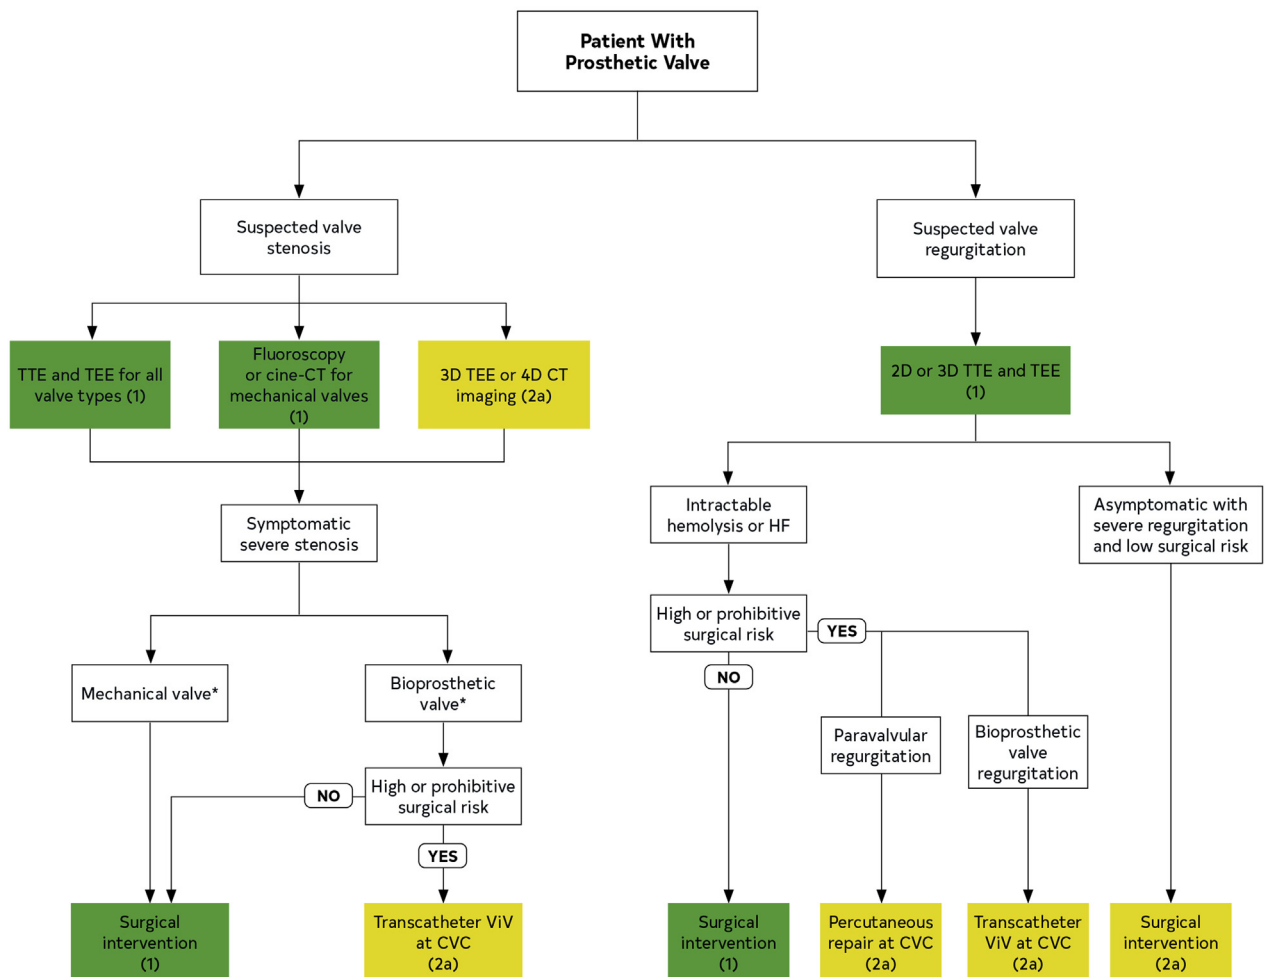 Patient With
Prosthetic Valve
Suspected valve
stenosis
Suspected valve
regurgitation
TTE and TEE for all
valve types (1)
Fluoroscopy
or cine-CT for
mechanical valves
(1)
3D TEE or 4D CT
imaging (2a)
2D or 3D TTE and TEE
(1)
Symptomatic
severe stenosis
Intractable
hemolysis or HF
Asymptomatic with
severe regurgitation
and low surgical risk
High or prohibitive
surgical risk
YES
NO
Mechanical valve*
Bioprosthetic
valve*
Paravalvular
regurgitation
Bioprosthetic
valve
regurgitation
High or prohibitive
surgical risk
NO
YES
Surgical
intervention
(1)
Transcatheter ViV
at CVC
(2a)
Surgical
intervention
(1)
Percutaneous
repair at CVC
(2a)
Transcatheter
ViV at CVC
(2a)
Surgical
intervention
(2a)